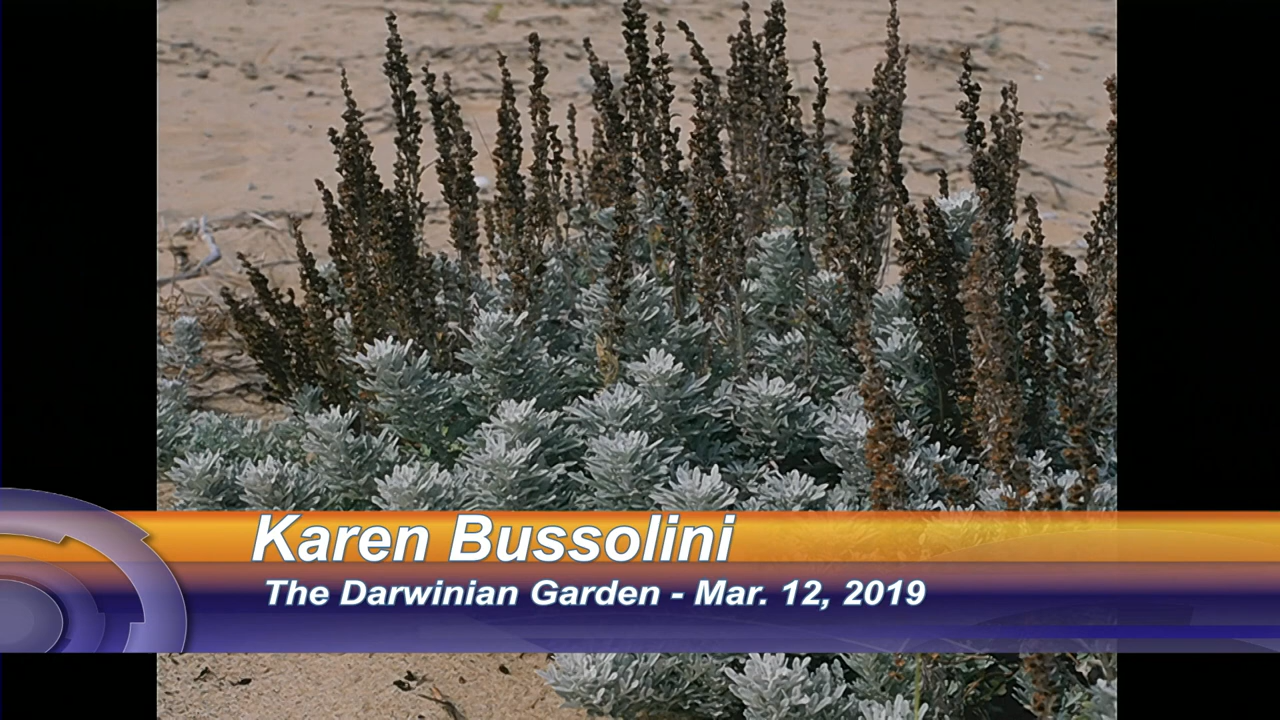 Karen Bussolini
The Darwinian Garden - Mar. 12, 2019